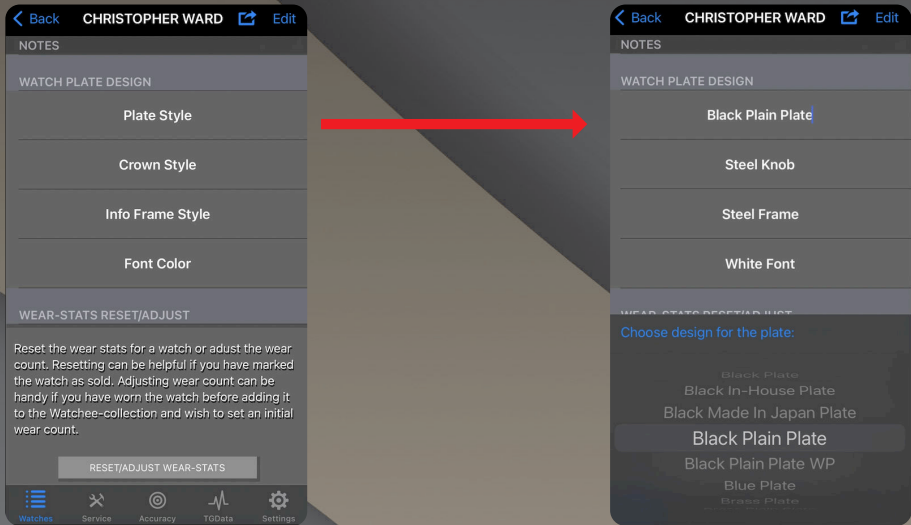 Back CHRISTOPHER WARD Edit
NOTES
WATCH PLATE DESIGN
Plate Style
Crown Style
Info Frame Style
Font Color
WEAR-STATS RESET/ADJUST
Reset the wear stats for a watch or adust the wear
count. Resetting can be helpful if you have marked
the watch as sold. Adjusting wear count can be
handy if you have worn the watch before adding it
to the Watchee-collection and wish to set an initial
wear count.
RESET/ADJUST WEAR-STATS
Watches Service Accuracy TGData Settings
Back CHRISTOPHER WARD Edit
NOTES
WATCH PLATE DESIGN
Black Plain Plate
Steel Knob
Steel Frame
White Font
WEAR-STATS RESET/ADJUST
Choose design for the plate:
Black Plate
Black In-House Plate
Black Made In Japan Plate
Black Plain Plate
Black Plain Plate WP
Blue Plate
Brass Plate